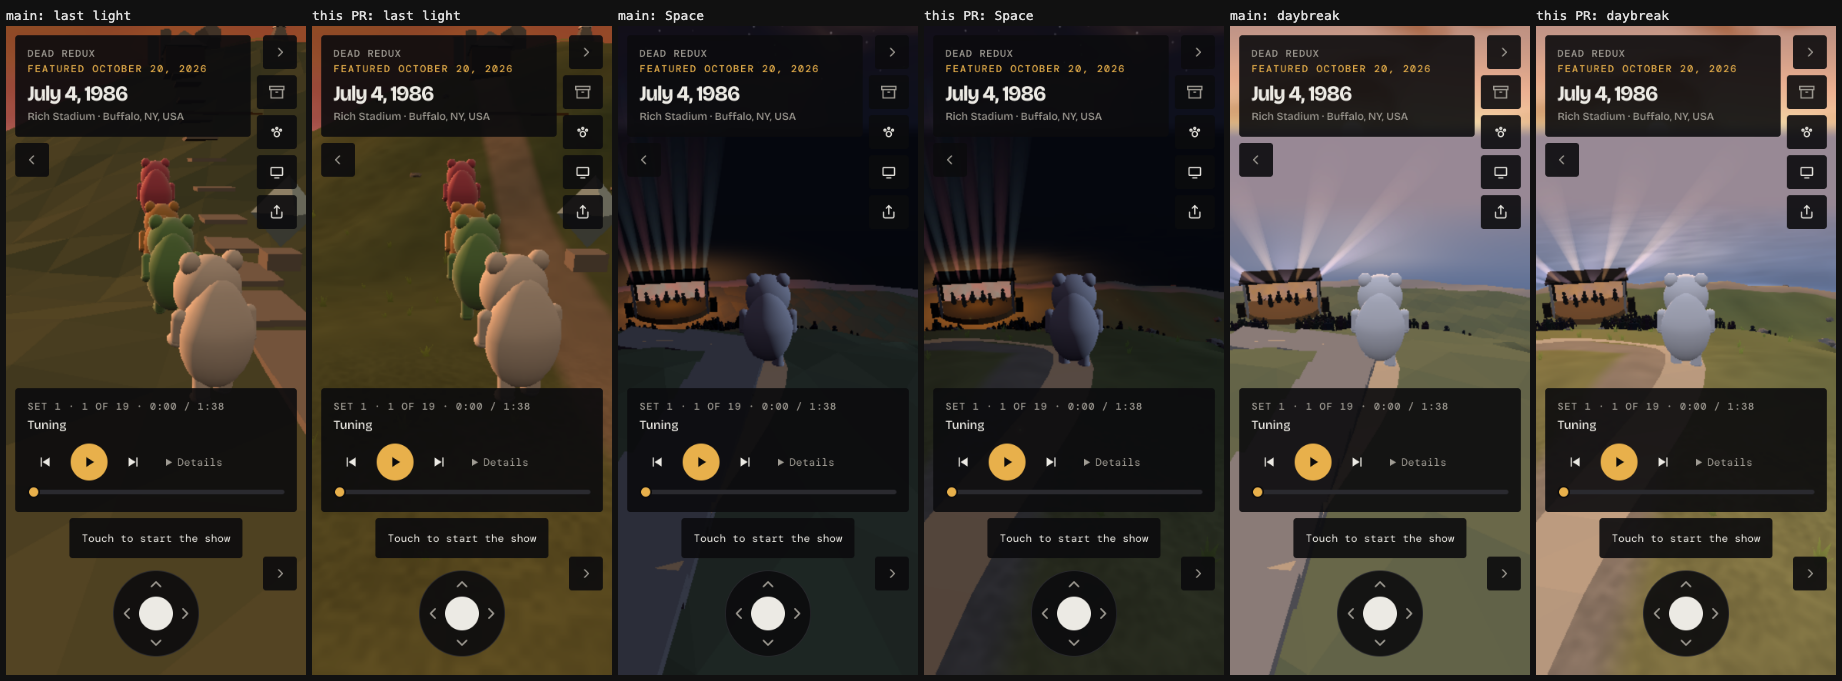 main: last light
DEAD REDUX
FEATURED OCTOBER 20, 2026
July 4, 1986
Rich Stadium · Buffalo, NY, USA
SET 1 · 1 OF 19 · 0:00 / 1:38
Tuning
Details
Touch to start the show
this PR: last light
DEAD REDUX
FEATURED OCTOBER 20, 2026
July 4, 1986
Rich Stadium · Buffalo, NY, USA
SET 1 · 1 OF 19 · 0:00 / 1:38
Tuning
Details
Touch to start the show
main: Space
DEAD REDUX
FEATURED OCTOBER 20, 2026
July 4, 1986
Rich Stadium · Buffalo, NY, USA
SET 1 · 1 OF 19 · 0:00 / 1:38
Tuning
Details
Touch to start the show
this PR: Space
DEAD REDUX
FEATURED OCTOBER 20, 2026
July 4, 1986
Rich Stadium · Buffalo, NY, USA
SET 1 · 1 OF 19 · 0:00 / 1:38
Tuning
Details
Touch to start the show
main: daybreak
DEAD REDUX
FEATURED OCTOBER 20, 2026
July 4, 1986
Rich Stadium · Buffalo, NY, USA
SET 1 · 1 OF 19 · 0:00 / 1:38
Tuning
Details
Touch to start the show
this PR: daybreak
DEAD REDUX
FEATURED OCTOBER 20, 2026
July 4, 1986
Rich Stadium · Buffalo, NY, USA
SET 1 · 1 OF 19 · 0:00 / 1:38
Tuning
Details
Touch to start the show